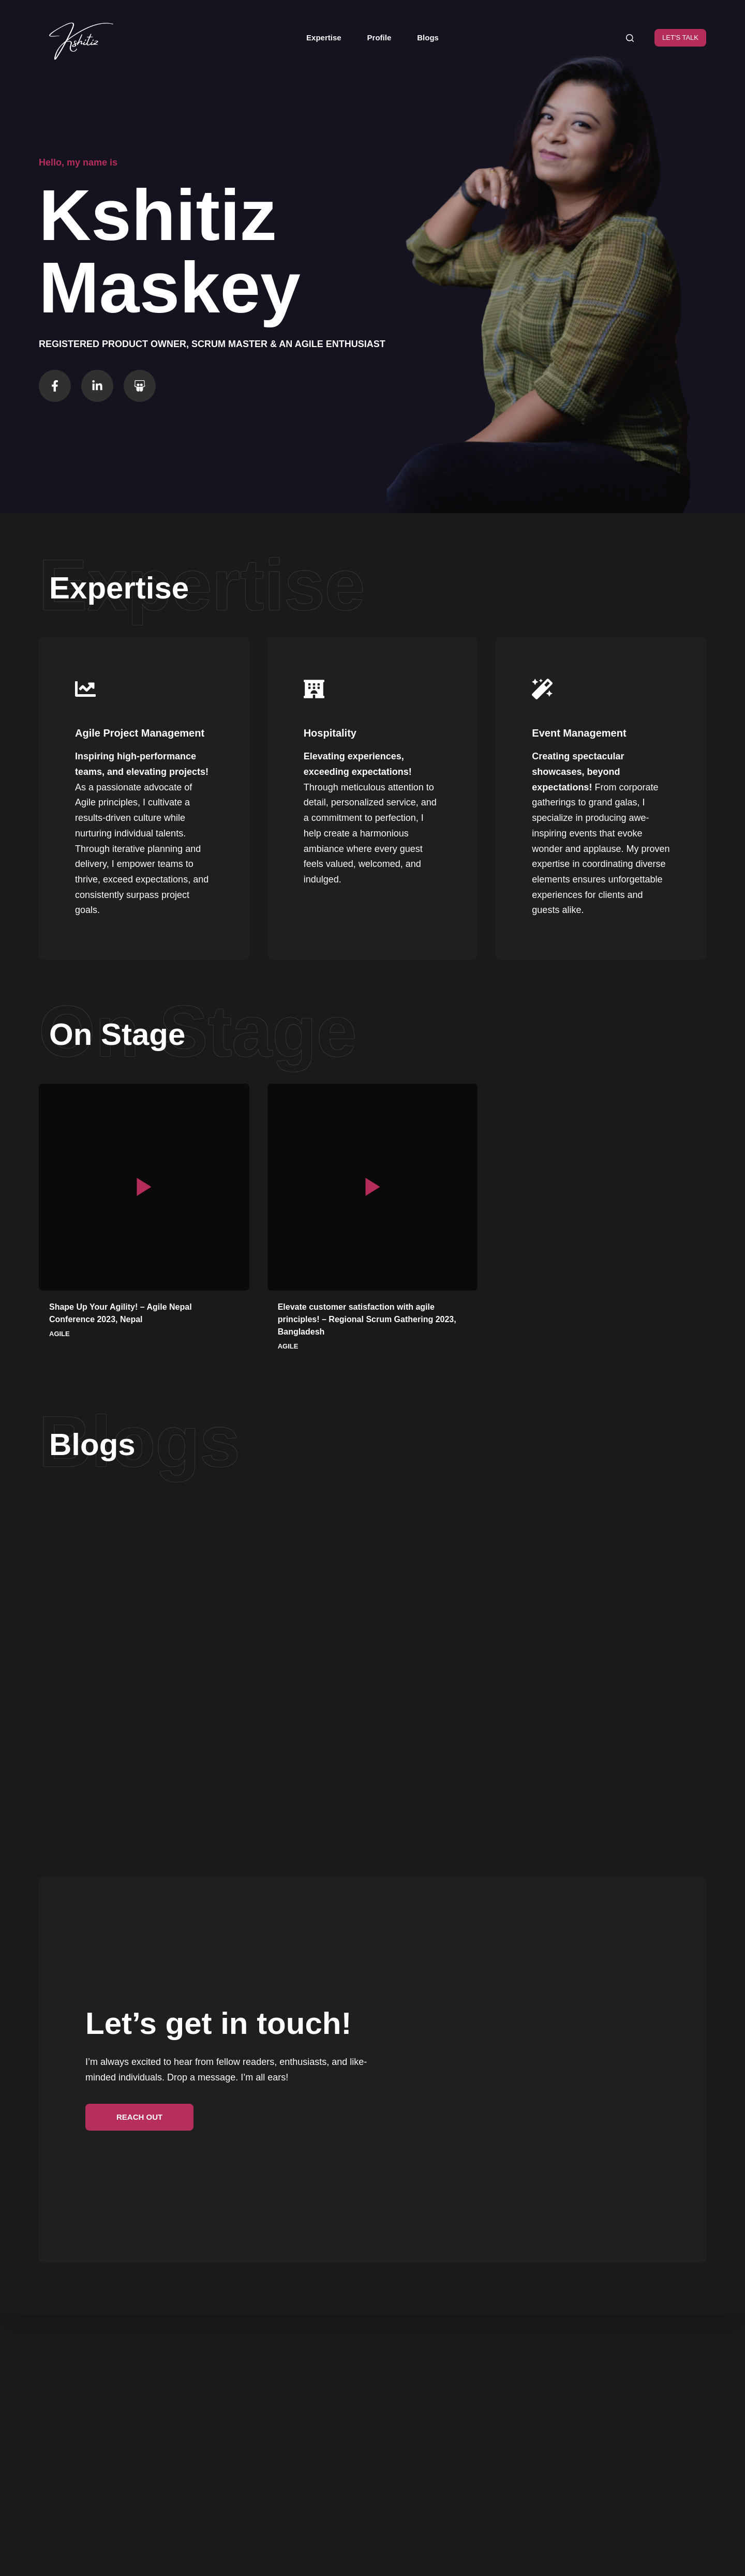 Kshitiz
Expertise
Profile
Blogs
LET'S TALK
Hello, my name is
Kshitiz
Maskey
REGISTERED PRODUCT OWNER, SCRUM MASTER & AN AGILE ENTHUSIAST
Expertise
Expertise
Agile Project Management
Inspiring high-performance
teams, and elevating projects!
As a passionate advocate of
Agile principles, I cultivate a
results-driven culture while
nurturing individual talents.
Through iterative planning and
delivery, I empower teams to
thrive, exceed expectations, and
consistently surpass project
goals.
Hospitality
Elevating experiences,
exceeding expectations!
Through meticulous attention to
detail, personalized service, and
a commitment to perfection, I
help create a harmonious
ambiance where every guest
feels valued, welcomed, and
indulged.
Event Management
Creating spectacular
showcases, beyond
expectations! From corporate
gatherings to grand galas, I
specialize in producing awe-
inspiring events that evoke
wonder and applause. My proven
expertise in coordinating diverse
elements ensures unforgettable
experiences for clients and
guests alike.
On Stage
On Stage
Shape Up Your Agility! – Agile Nepal
Conference 2023, Nepal
AGILE
Elevate customer satisfaction with agile
principles! – Regional Scrum Gathering 2023,
Bangladesh
AGILE
Blogs
Blogs
Let’s get in touch!
I’m always excited to hear from fellow readers, enthusiasts, and like-
minded individuals. Drop a message. I’m all ears!
REACH OUT